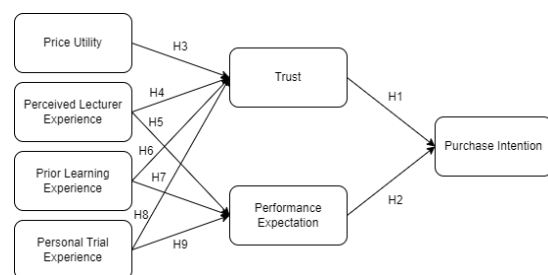 Price Utility
H3
Trust
Perceived Lecturer
Experience
H4
H5
H1
Prior Learning
Experience
H6
H7
Purchase Intention
Personal Trial
Experience
H8
H9
Performance
Expectation
H2